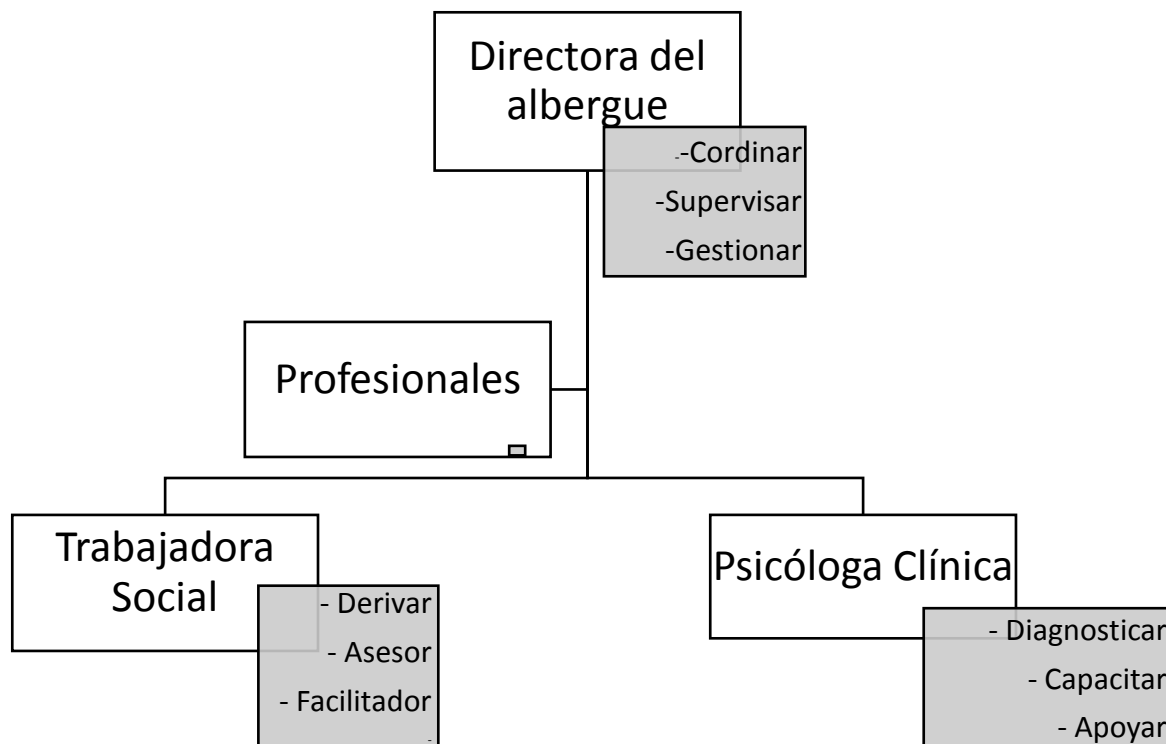 Directora del
albergue
--Cordinar
-Supervisar
-Gestionar
Profesionales
Trabajadora
Social
- Derivar
- Asesor
- Facilitador
-
Psicóloga Clínica
- Diagnosticar
- Capacitar
- Apoyar